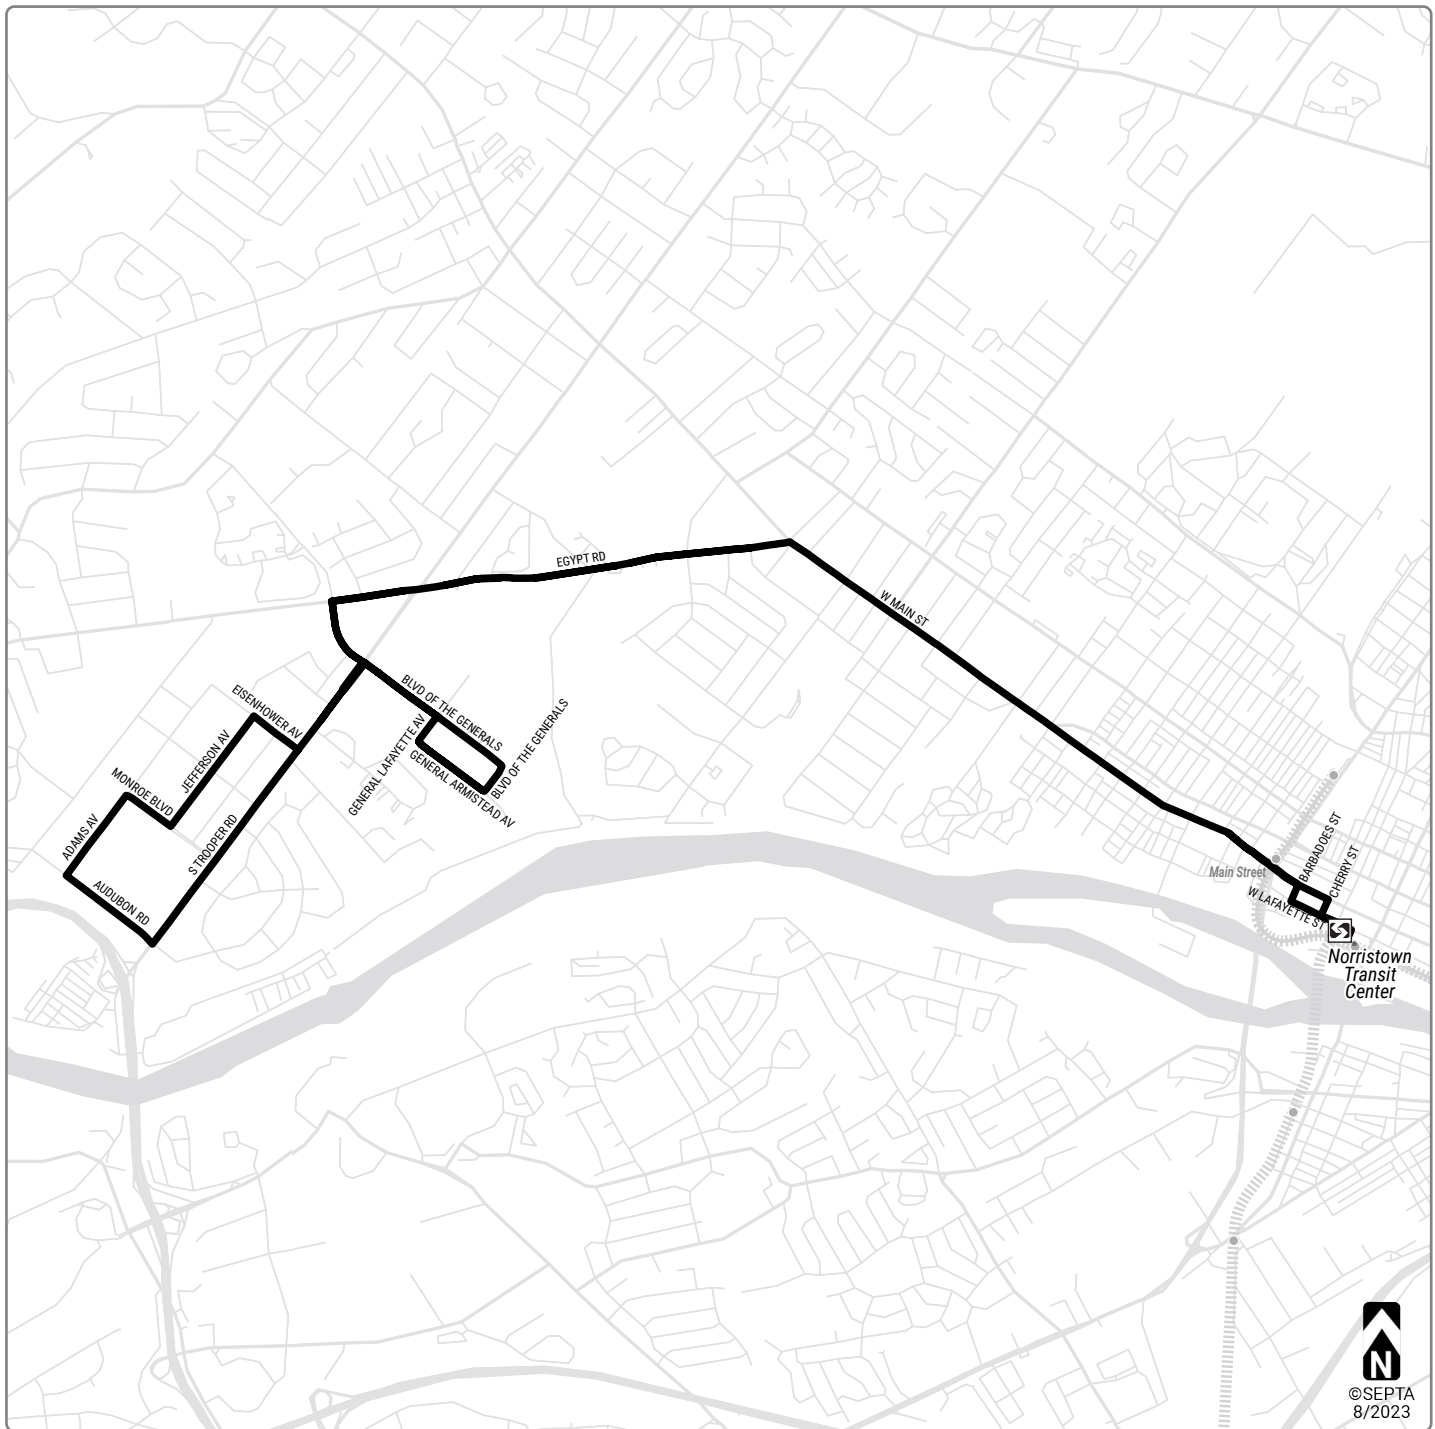 EGYPT RD
W MAIN ST
BLVD OF THE GENERALS
EISENHOWER AV
BLVD OF THE GENERALS
GENERAL LAFAYETTE AV
JEFFERSON AV
GENERAL ARMISTEAD AV
MONROE BLVD
ADAMS AV
S TROOPER RD
AUDUBON RD
BARBADOES ST
CHERRY ST
Main Street
W LAFAYETTE ST
Norristown
Transit
Center
N
©SEPTA
8/2023